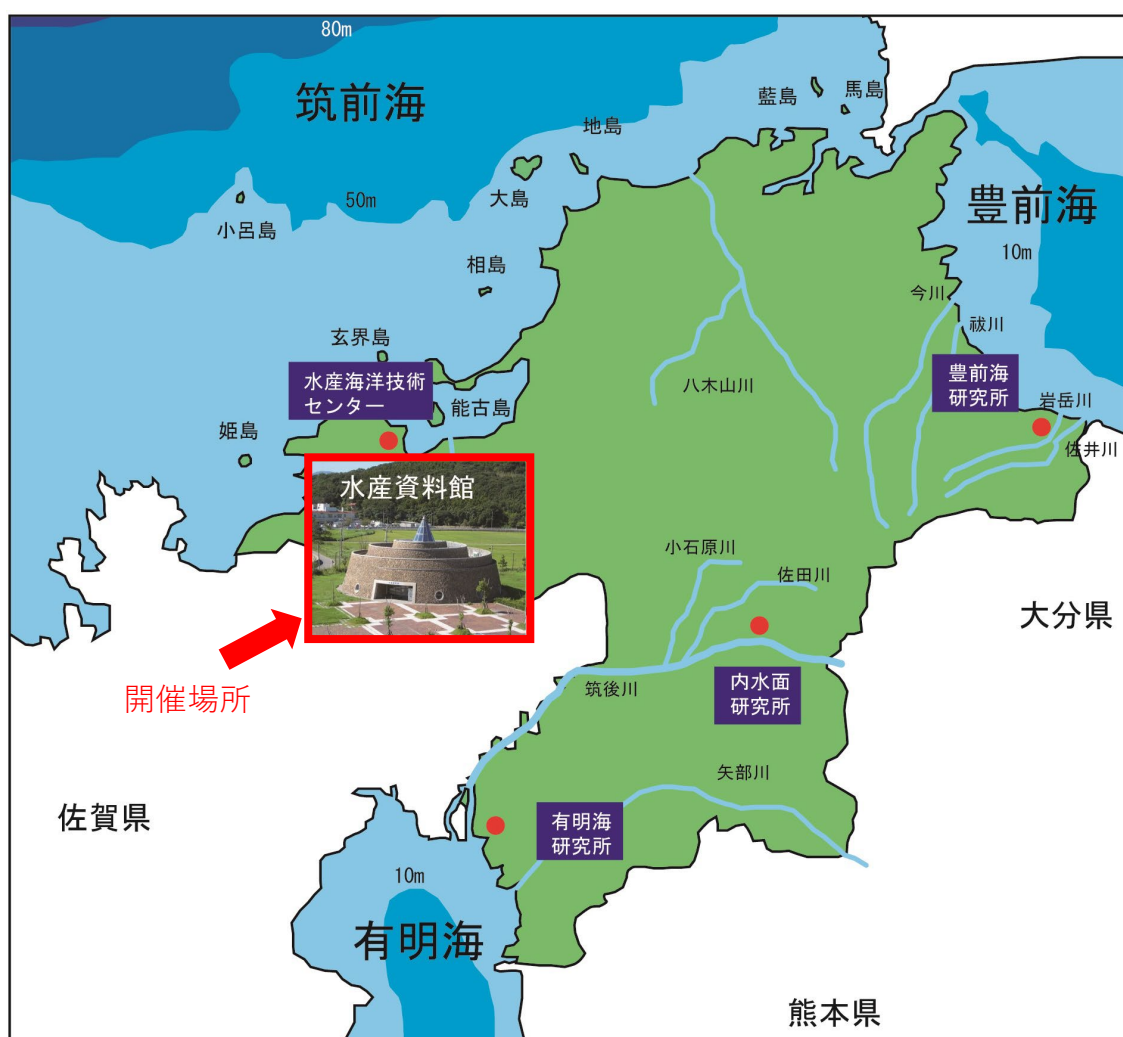 80m
筑前海
藍島
馬島
地島
大島
50m
小呂島
豊前海
10m
相島
今川
祓川
玄界島
水産海洋技術
センター
能古島
八木山川
豊前海
研究所
岩岳川
佐井川
姫島
水産資料館
小石原川
佐田川
大分県
開催場所
筑後川
内水面
研究所
矢部川
佐賀県
有明海
研究所
10m
有明海
熊本県